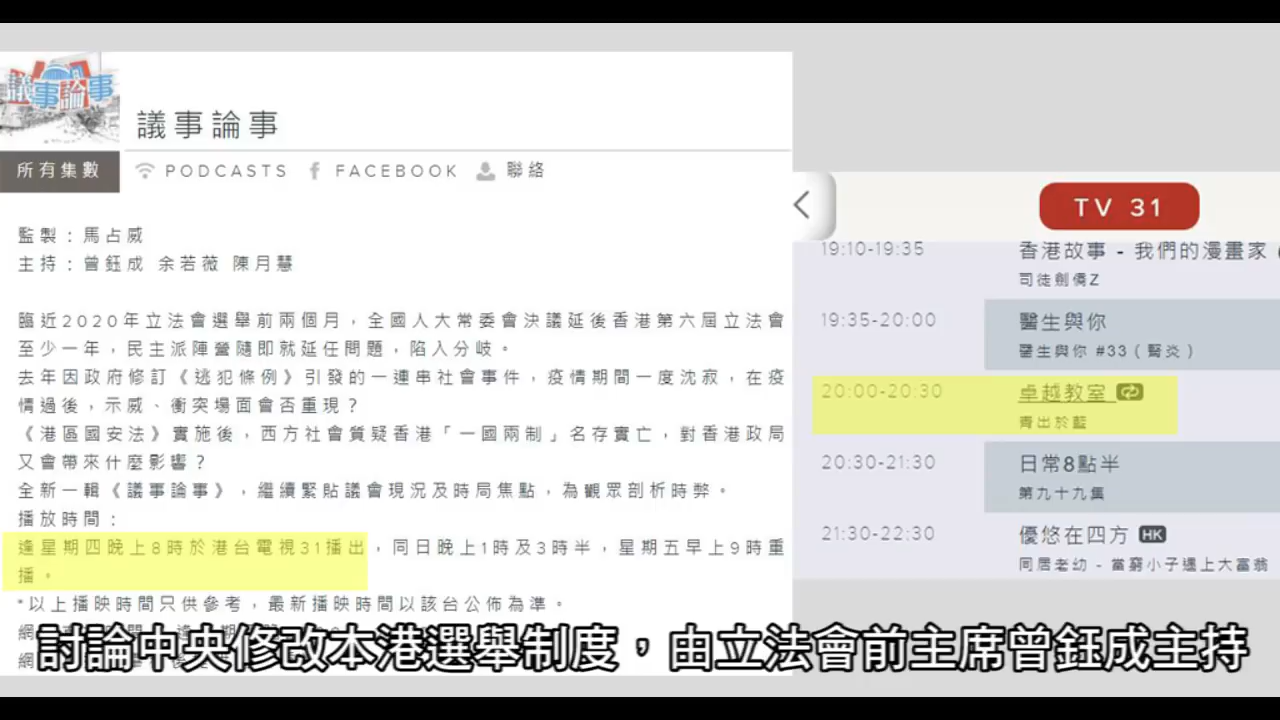 議事論事
議事論事
所有集數 PODCASTS FACEBOOK 聯絡
監製：馬占威
主持：曾鈺成 余若薇 陳月慧
臨近2020年立法會選舉前兩個月，全國人大常委會決議延後香港第六屆立法會
至少一年，民主派陣營隨即就延任問題，陷入分岐。
去年因政府修訂《逃犯條例》引發的一連串社會事件，疫情期間一度沈寂，在疫
情過後，示威、衝突場面會否重現？
《港區國安法》實施後，西方社會質疑香港「一國兩制」名存實亡，對香港政局
又會帶來什麼影響？
全新一輯《議事論事》，繼續緊貼議會現況及時局焦點，為觀眾剖析時弊。
播放時間：
逢星期四晚上8時於港台電視31播出，同日晚上1時及3時半，星期五早上9時重
播。
*以上播映時間只供參考，最新播映時間以該台公佈為準。
TV 31
19:10-19:35 香港故事 - 我們的漫畫家 (
司徒劍僑Z
19:35-20:00 醫生與你
醫生與你 #33（腎炎）
20:00-20:30 卓越教室
青出於藍
20:30-21:30 日常8點半
第九十九集
21:30-22:30 優悠在四方 HK
同居老幼 - 當窮小子遇上大富翁
討論中央修改本港選舉制度，由立法會前主席曾鈺成主持